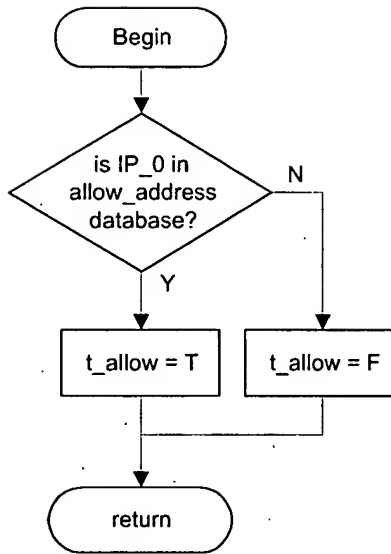 Begin
is IP_0 in
allow_address
database?
N
Y
t_allow = T
t_allow = F
return